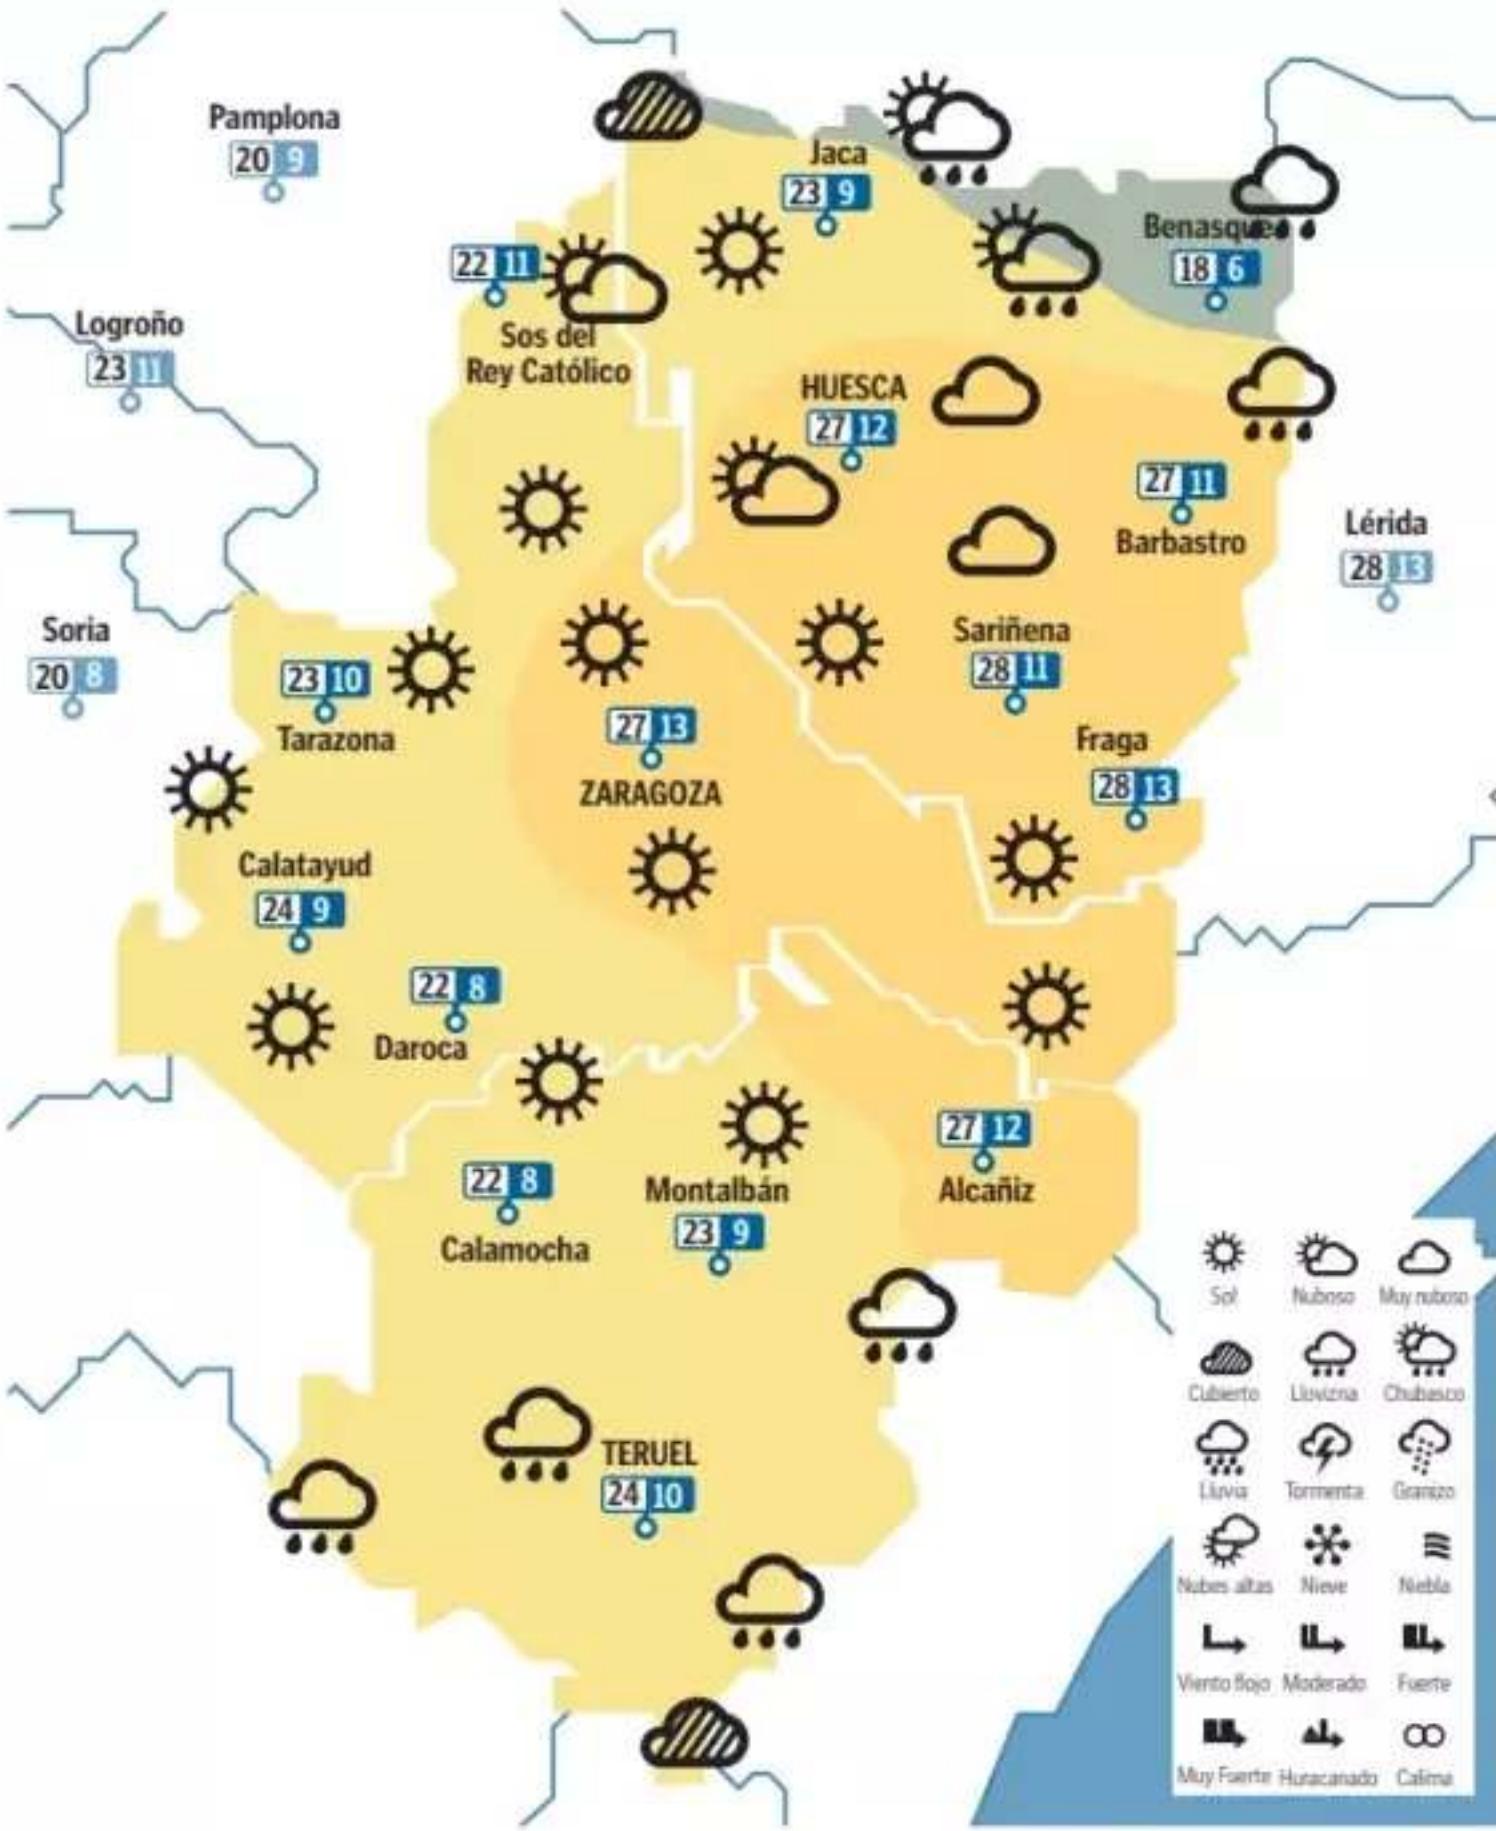 Pamplona
20 9
Jaca
23 9
Benasque
18 6
22 11
Sos del
Rey Católico
Logroño
23 11
HUESCA
27 12
27 11
Barbastro
Lérida
28 13
Soria
20 8
23 10
Tarazona
Sariñena
28 11
27 13
ZARAGOZA
Fraga
28 13
Calatayud
24 9
22 8
Daroca
27 12
Alcañiz
22 8
Calamocha
Montalbán
23 9
TERUEL
24 10
Sol Nuboso Muy nuboso
Cubierto Llovizna Chubasco
Lluvia Tormenta Granizo
Nubes altas Nieve Niebla
Viento flojo Moderado Fuerte
Muy Fuerte Huracanado Calima